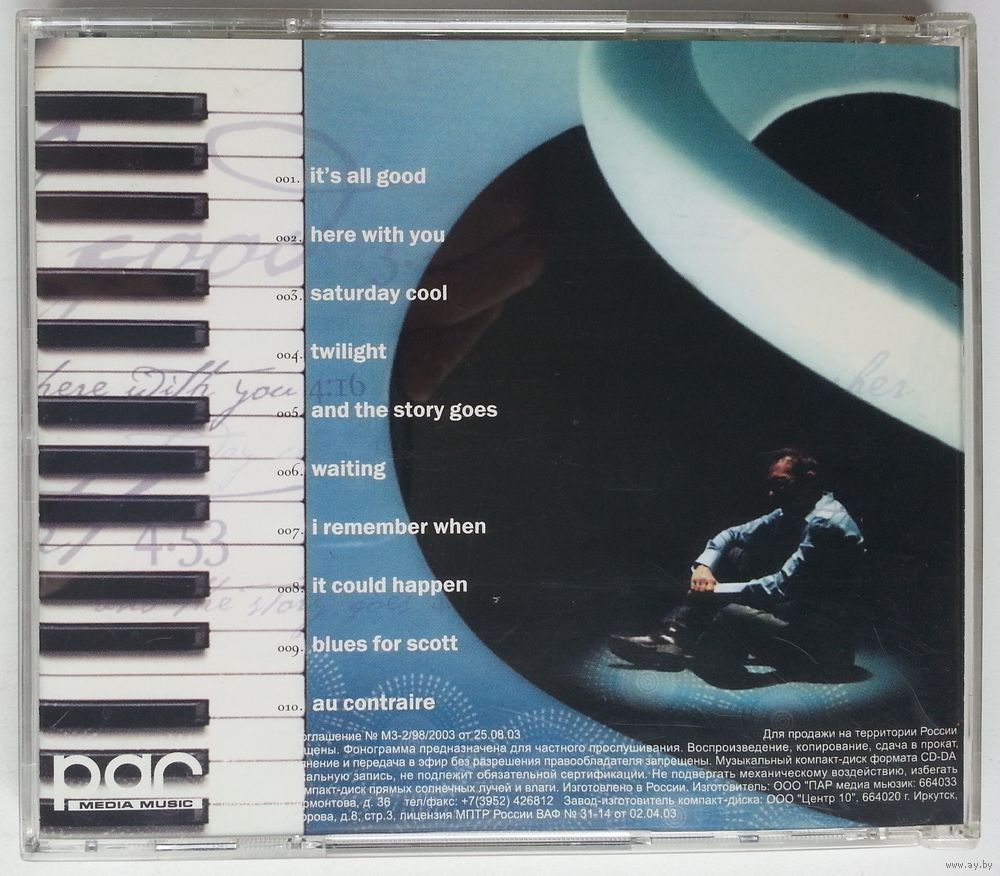 001. it's all good
002. here with you
003. saturday cool
004. twilight
here with you 4:16
005. and the story goes
006. waiting
007. i remember when
4:53
008. it could happen
009. blues for scott
010. au contraire
par
MEDIA MUSIC
оглашение № МЗ-2/98/2003 от 25.08.03 Для продажи на территории России
щены. Фонограмма предназначена для частного прослушивания. Воспроизведение, копирование, сдача в прокат,
нение и передача в эфир без разрешения правообладателя запрещены. Музыкальный компакт-диск формата CD-DA
кальную запись, не подлежит обязательной сертификации. Не подвергать механическому воздействию, избегать
мпакт-диск прямых солнечных лучей и влаги. Изготовлено в России. Изготовитель: ООО "ПАР медиа мьюзик: 664033
рмонтова, д. 36 тел/факс: +7(3952) 426812 Завод-изготовитель компакт-диска: ООО "Центр 10", 664020 г. Иркутск,
орова, д.8, стр.3, лицензия МПТР России ВАФ № 31-14 от 02.04.03
www.ay.by